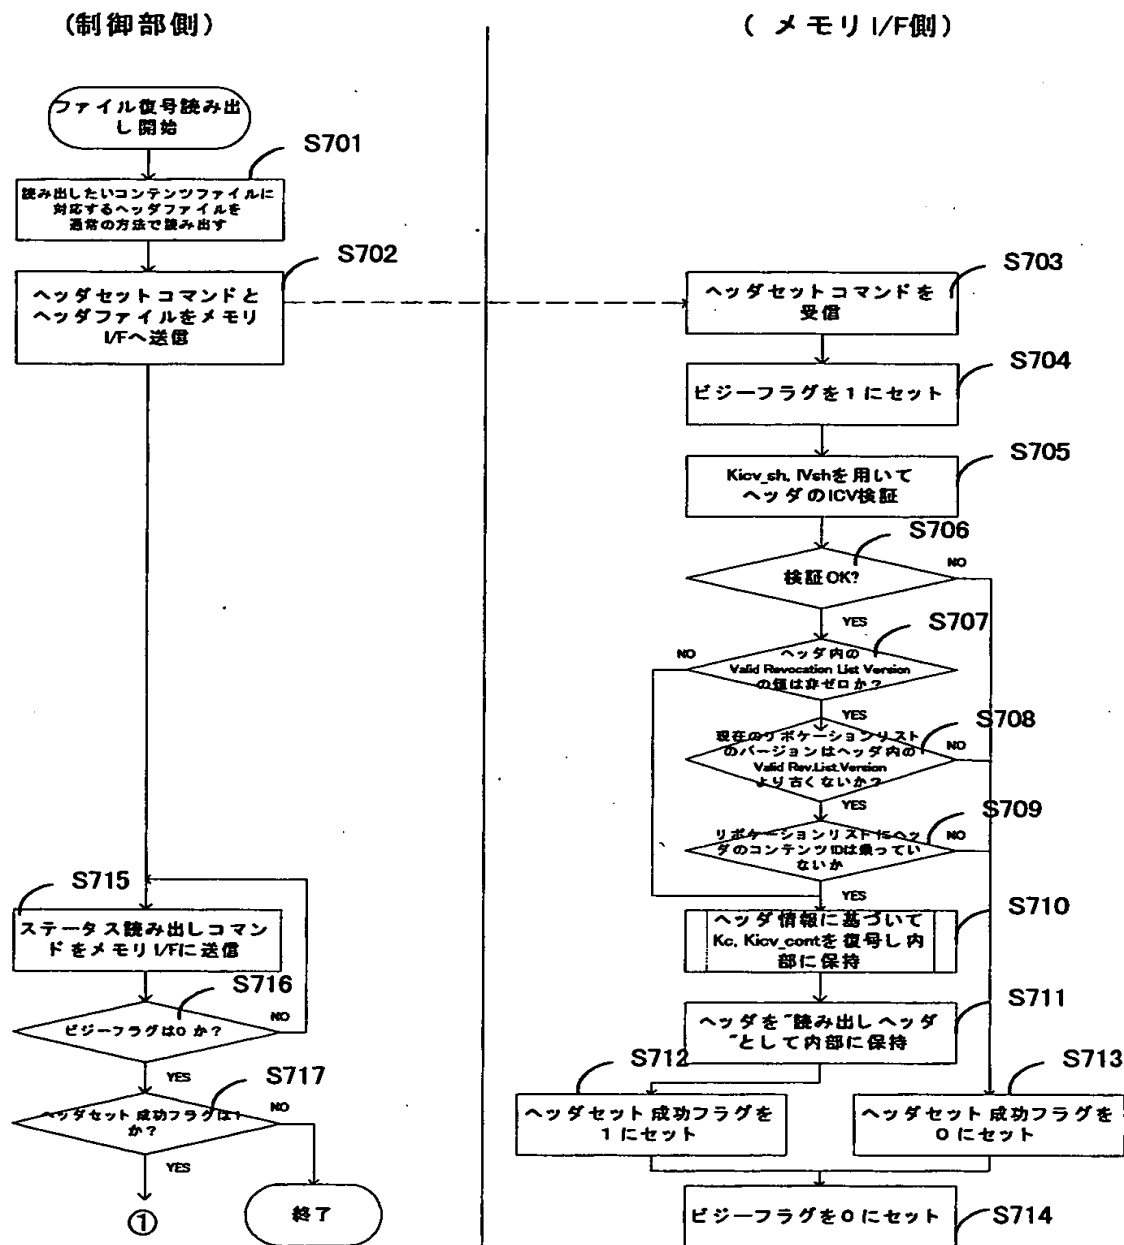 (制御部側)
( メモリ I/F側)
ファイル復号読み出
し開始
S701
読み出したいコンテンツファイルに
対応するヘッダファイルを
通常の方法で読み出す
S702
ヘッダセットコマンドと
ヘッダファイルをメモリ
I/Fへ送信
S703
ヘッダセットコマンドを
受信
S704
ビジーフラグを1にセット
S705
Kicv_sh, IVshを用いて
ヘッダのICV検証
S706
検証OK?
NO
YES
S707
ヘッダ内の
Valid Revocation List Version
の値は非ゼロか?
NO
YES
S708
現在のリボケーションリスト
のバージョンはヘッダ内の
Valid Rev.List.Version
より古くないか?
NO
YES
S709
リボケーションリストにヘッ
ダのコンテンツIDは乗ってい
ないか
NO
YES
S710
ヘッダ情報に基づいて
Kc, Kicv_contを復号し内
部に保持
S711
ヘッダを"読み出しヘッダ
"として内部に保持
S712
ヘッダセット成功フラグを
1にセット
S713
ヘッダセット成功フラグを
0にセット
S714
ビジーフラグを0にセット
S715
ステータス読み出しコマン
ドをメモリI/Fに送信
S716
ビジーフラグは0か?
NO
YES
S717
ヘッダセット成功フラグは1
か?
NO
YES
①
終了